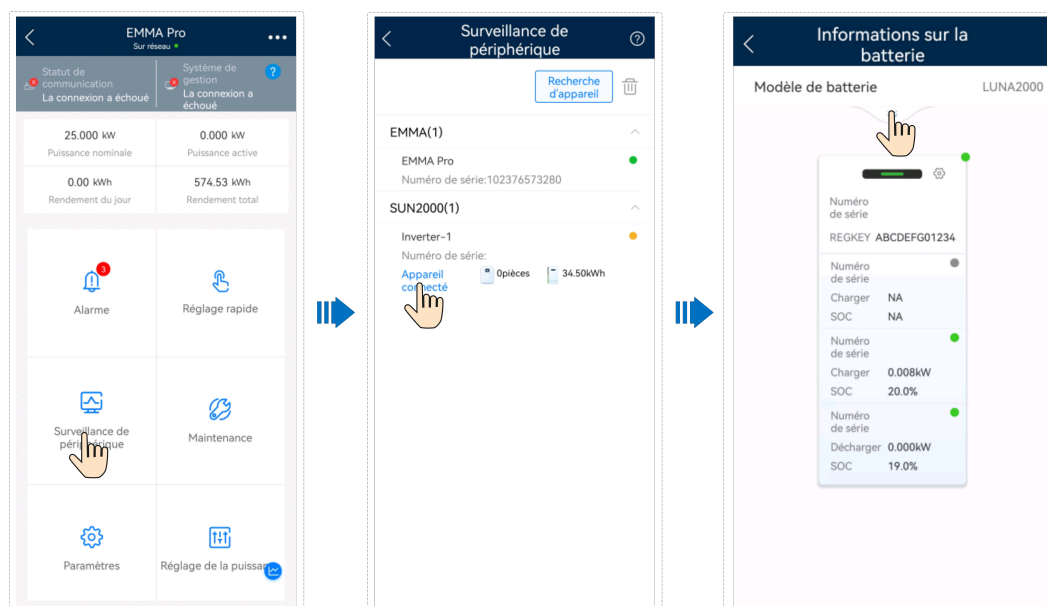 EMMA Pro
Sur réseau
Statut de
communication
La connexion a échoué
Système de
gestion
La connexion a
échoué
?
25.000 kW
Puissance nominale
0.000 kW
Puissance active
0.00 kWh
Rendement du jour
574.53 kWh
Rendement total
3
Alarme
Réglage rapide
Surveillance de
périphérique
Maintenance
Paramètres
Réglage de la puissan
Surveillance de
périphérique
?
Recherche
d'appareil
EMMA(1)
EMMA Pro
Numéro de série:102376573280
SUN2000(1)
Inverter-1
Numéro de série:
Appareil
connecté
0pièces
34.50kWh
Informations sur la
batterie
Modèle de batterie
LUNA2000
Numéro
de série
REGKEY ABCDEFG01234
Numéro
de série
Charger NA
SOC NA
Numéro
de série
Charger 0.008kW
SOC 20.0%
Numéro
de série
Décharger 0.000kW
SOC 19.0%